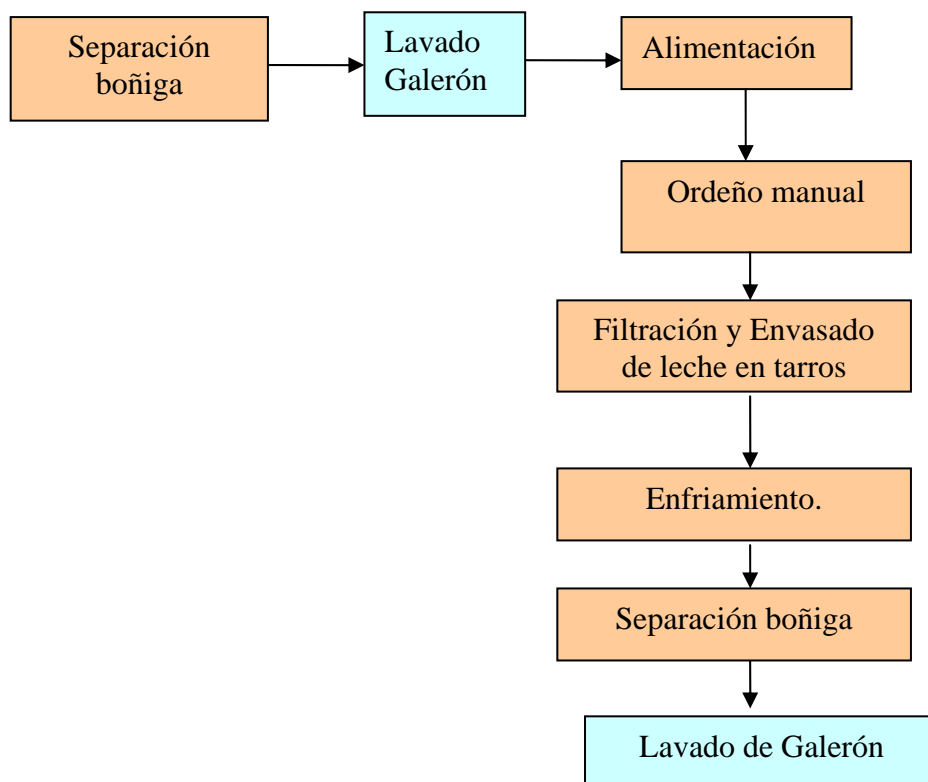 Separación
boñiga
Lavado
Galerón
Alimentación
Ordeño manual
Filtración y Envasado
de leche en tarros
Enfriamiento.
Separación boñiga
Lavado de Galerón